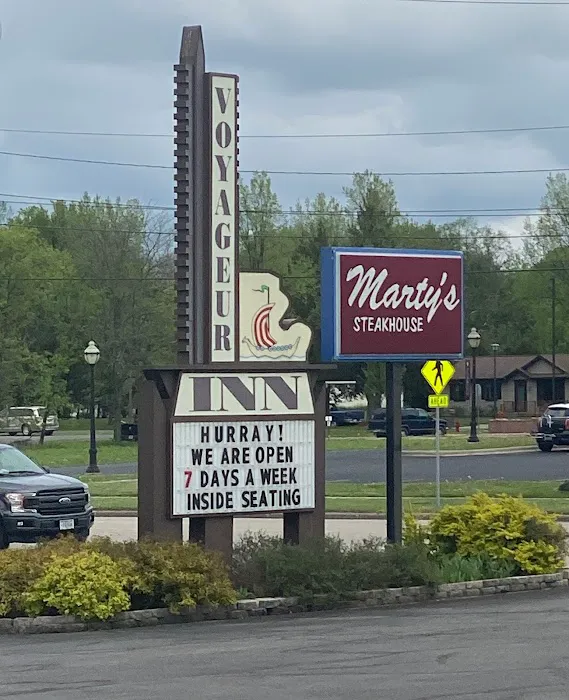 VOYAGEUR
INN
HURRAY!
WE ARE OPEN
7 DAYS A WEEK
INSIDE SEATING
Marty's
STEAKHOUSE
AHEAD